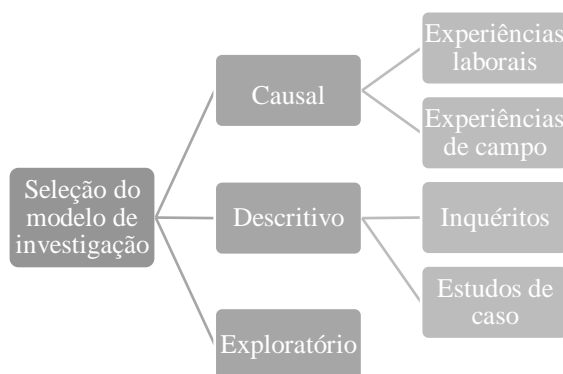 Seleção do
modelo de
investigação
Causal
Experiências
laborais
Experiências
de campo
Descritivo
Inquéritos
Estudos de
caso
Exploratório